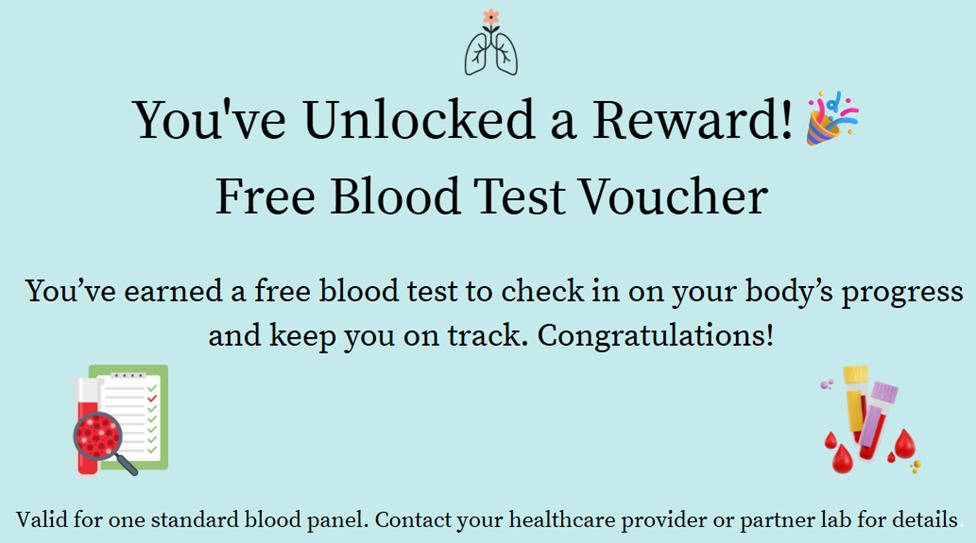 You've Unlocked a Reward!
Free Blood Test Voucher
You’ve earned a free blood test to check in on your body’s progress
and keep you on track. Congratulations!
Valid for one standard blood panel. Contact your healthcare provider or partner lab for details.